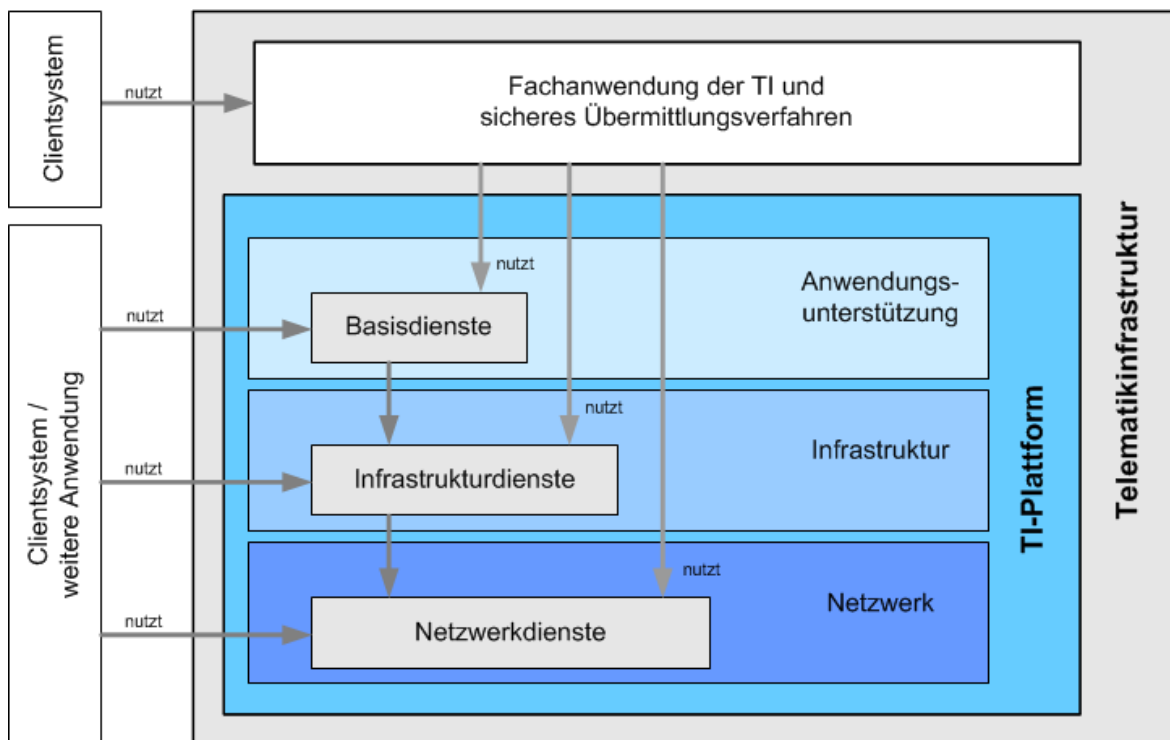 Clientsystem
nutzt
Fachanwendung der TI und
sicheres Übermittlungsverfahren
Telematikinfrastruktur
TI-Plattform
Clientsystem /
weitere Anwendung
nutzt
Anwendungs-
unterstützung
nutzt
Basisdienste
nutzt
Infrastruktur
nutzt
Infrastrukturdienste
nutzt
Netzwerk
nutzt
Netzwerkdienste